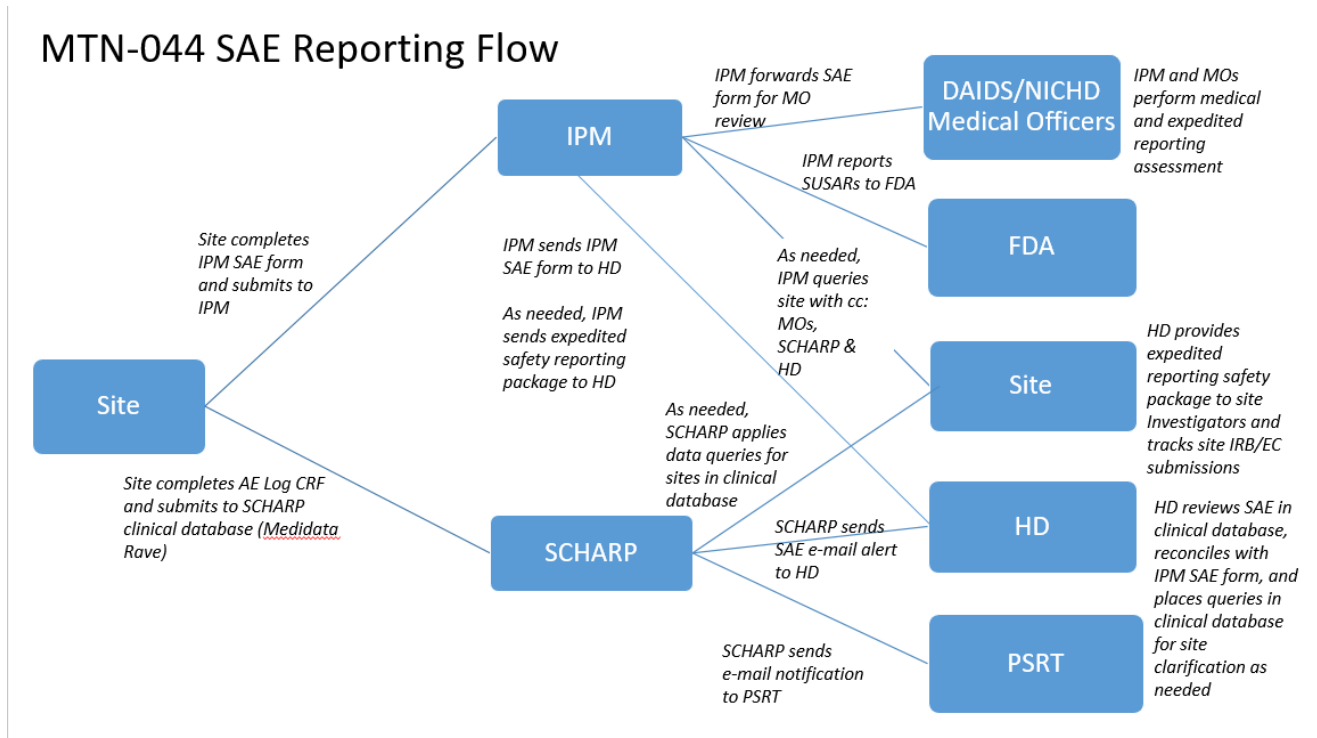 MTN-044 SAE Reporting Flow
IPM forwards SAE
form for MO
review
DAIDS/NICHD
Medical Officers
IPM and MOs
perform medical
and expedited
reporting
assessment
IPM
IPM reports
SUSARs to FDA
FDA
Site completes
IPM SAE form
and submits to
IPM
IPM sends IPM
SAE form to HD
As needed, IPM
sends expedited
safety reporting
package to HD
As needed,
IPM queries
site with cc:
MOs,
SCHARP &
HD
Site
Site
HD provides
expedited
reporting safety
package to site
Investigators and
tracks site IRB/EC
submissions
As needed,
SCHARP applies
data queries for
sites in clinical
database
Site completes AE Log CRF
and submits to SCHARP
clinical database (Medidata
Rave)
SCHARP
SCHARP sends
SAE e-mail alert
to HD
HD
HD reviews SAE in
clinical database,
reconciles with
IPM SAE form, and
places queries in
clinical database
for site
clarification as
needed
SCHARP sends
e-mail notification
to PSRT
PSRT